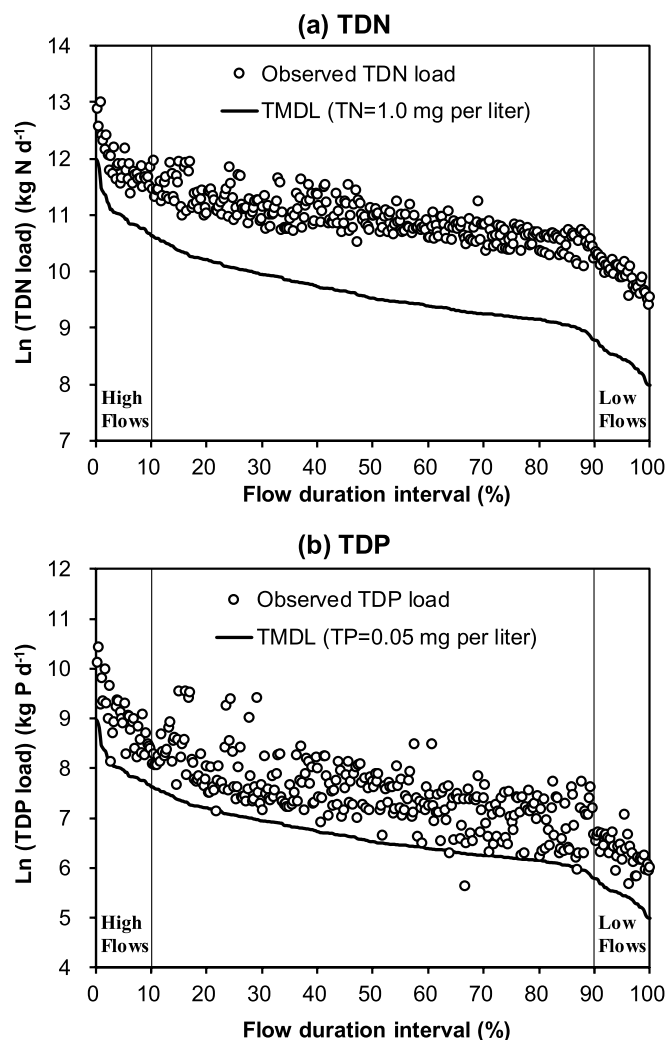 (a) TDN
14
13
12
11
10
9
8
7
Ln (TDN load) (kg N d⁻¹)
Observed TDN load
TMDL (TN=1.0 mg per liter)
High
Flows
Low
Flows
0 10 20 30 40 50 60 70 80 90 100
Flow duration interval (%)
(b) TDP
12
11
10
9
8
7
6
5
4
Ln (TDP load) (kg P d⁻¹)
Observed TDP load
TMDL (TP=0.05 mg per liter)
High
Flows
Low
Flows
0 10 20 30 40 50 60 70 80 90 100
Flow duration interval (%)